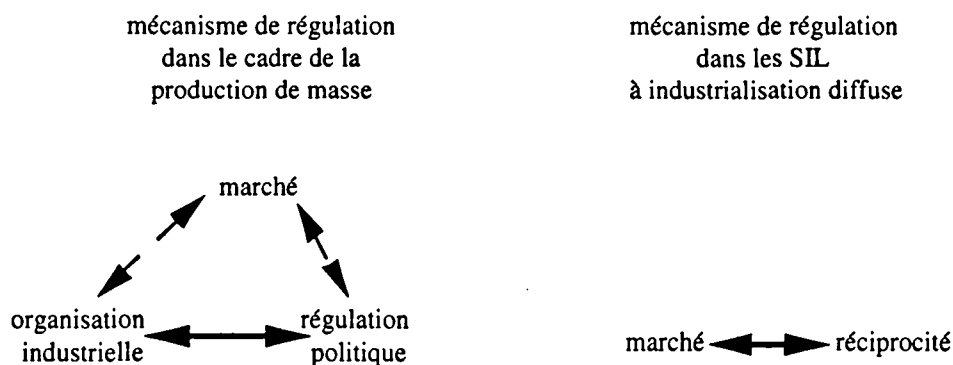 mécanisme de régulation
dans le cadre de la
production de masse
mécanisme de régulation
dans les SIL
à industrialisation diffuse
marché
organisation
industrielle
régulation
politique
marché
réciprocité